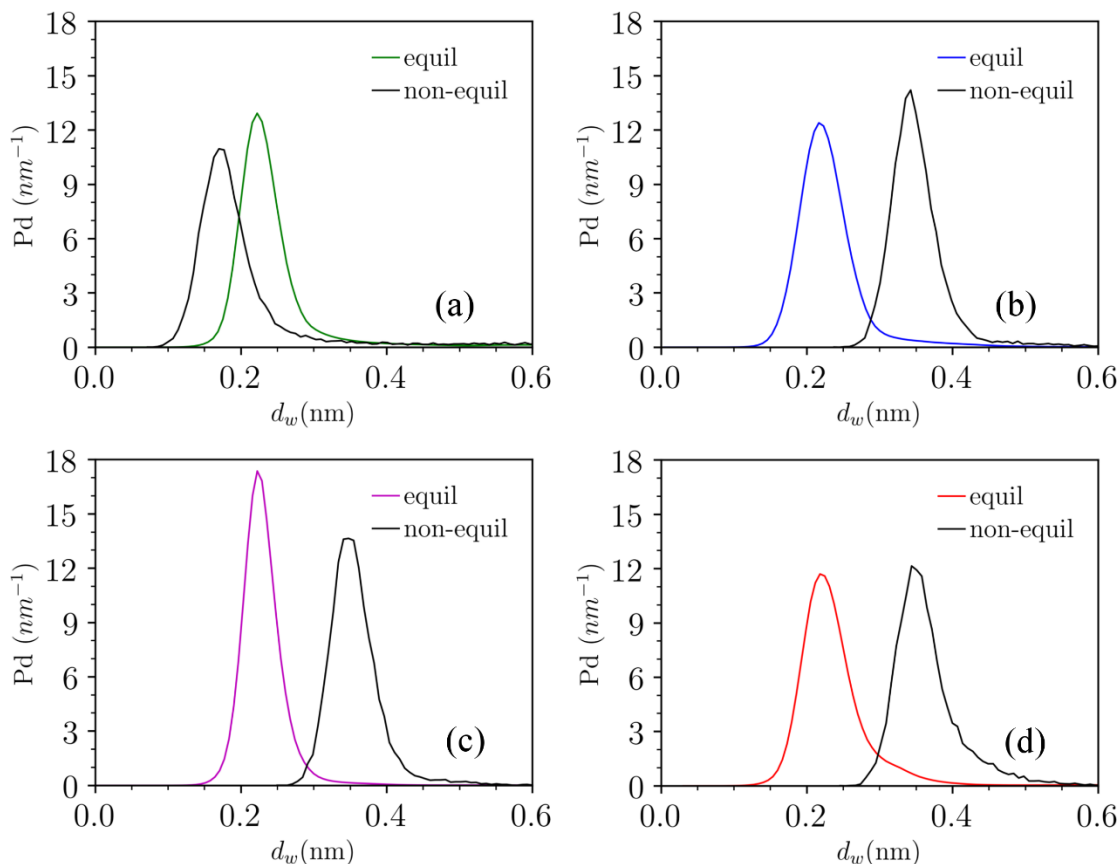 18
15
12
9
6
3
0
Pd (nm⁻¹)
equil
non-equil
(a)
0.0 0.2 0.4 0.6
d_w(nm)
18
15
12
9
6
3
0
Pd (nm⁻¹)
equil
non-equil
(b)
0.0 0.2 0.4 0.6
d_w(nm)
18
15
12
9
6
3
0
Pd (nm⁻¹)
equil
non-equil
(c)
0.0 0.2 0.4 0.6
d_w(nm)
18
15
12
9
6
3
0
Pd (nm⁻¹)
equil
non-equil
(d)
0.0 0.2 0.4 0.6
d_w(nm)